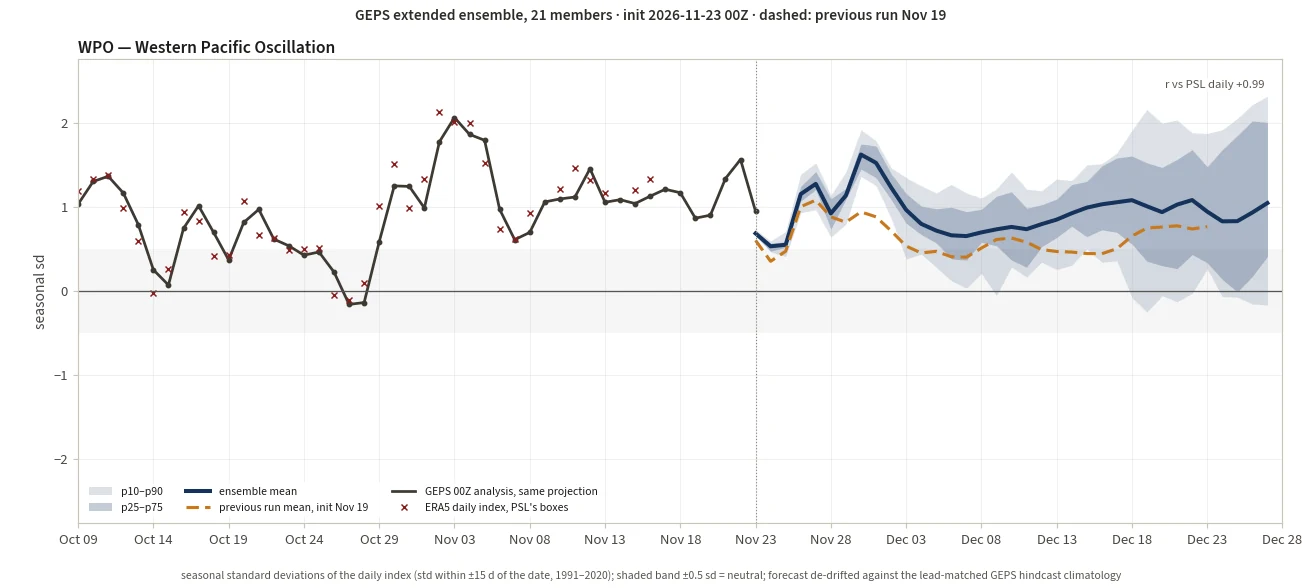 GEPS extended ensemble, 21 members · init 2026-11-23 00Z · dashed: previous run Nov 19
WPO — Western Pacific Oscillation
r vs PSL daily +0.99
seasonal sd
2
1
0
−1
−2
p10–p90
p25–p75
ensemble mean
previous run mean, init Nov 19
GEPS 00Z analysis, same projection
ERA5 daily index, PSL's boxes
Oct 09 Oct 14 Oct 19 Oct 24 Oct 29 Nov 03 Nov 08 Nov 13 Nov 18 Nov 23 Nov 28 Dec 03 Dec 08 Dec 13 Dec 18 Dec 23 Dec 28
seasonal standard deviations of the daily index (std within ±15 d of the date, 1991–2020); shaded band ±0.5 sd = neutral; forecast de-drifted against the lead-matched GEPS hindcast climatology